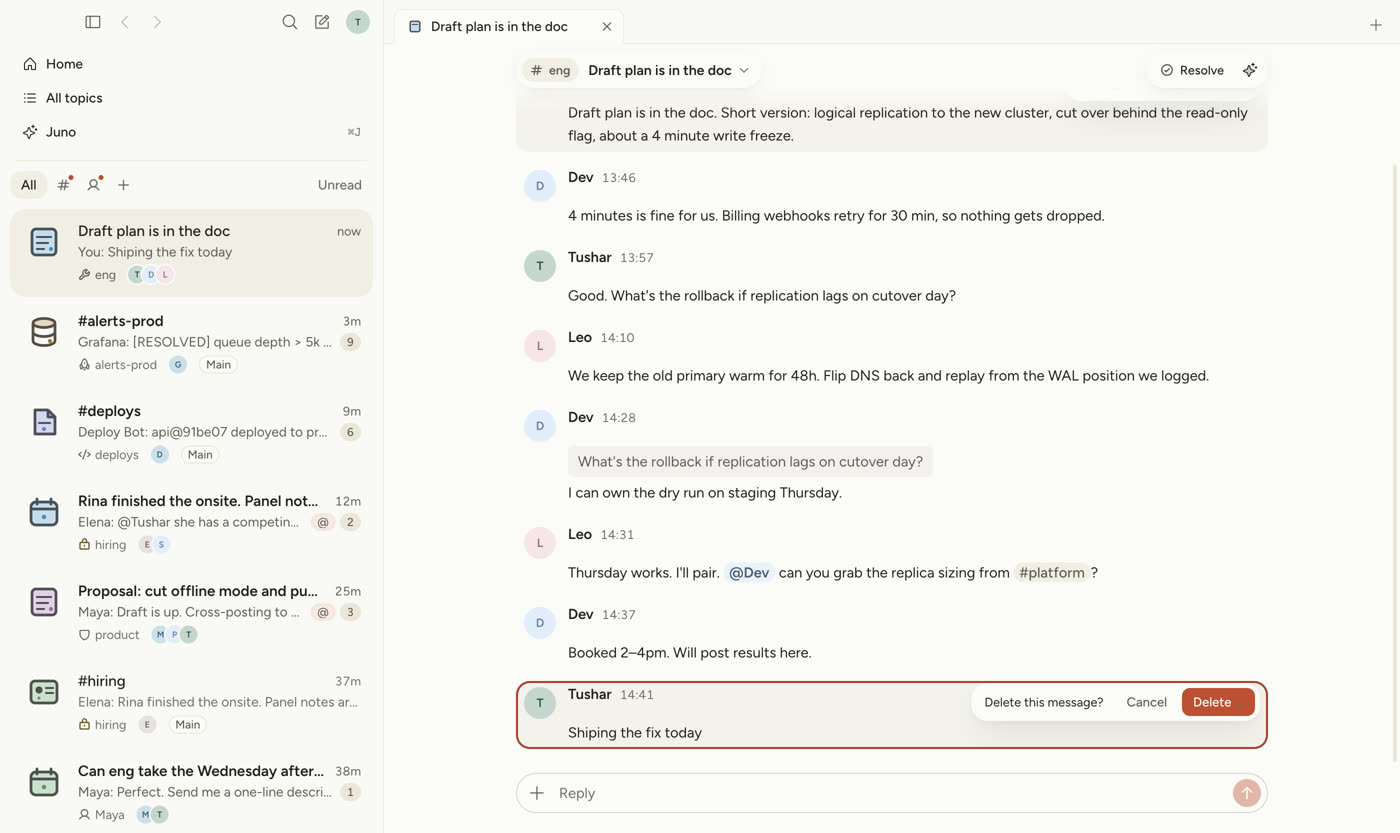 T
Home
All topics
Juno ⌘J
All # Unread
Draft plan is in the doc now
You: Shiping the fix today
eng T D L
#alerts-prod 3m
Grafana: [RESOLVED] queue depth > 5k ... 9
alerts-prod G Main
#deploys 9m
Deploy Bot: api@91be07 deployed to pr... 6
deploys D Main
Rina finished the onsite. Panel not... 12m
Elena: @Tushar she has a competin... @ 2
hiring E S
Proposal: cut offline mode and pu... 25m
Maya: Draft is up. Cross-posting to ... @ 3
product M P T
#hiring 37m
Elena: Rina finished the onsite. Panel notes ar...
hiring E Main
Can eng take the Wednesday after... 38m
Maya: Perfect. Send me a one-line descri... 1
Maya M T
Draft plan is in the doc
# eng Draft plan is in the doc Resolve
Draft plan is in the doc. Short version: logical replication to the new cluster, cut over behind the read-only
flag, about a 4 minute write freeze.
D Dev 13:46
4 minutes is fine for us. Billing webhooks retry for 30 min, so nothing gets dropped.
T Tushar 13:57
Good. What's the rollback if replication lags on cutover day?
L Leo 14:10
We keep the old primary warm for 48h. Flip DNS back and replay from the WAL position we logged.
D Dev 14:28
What's the rollback if replication lags on cutover day?
I can own the dry run on staging Thursday.
L Leo 14:31
Thursday works. I'll pair. @Dev can you grab the replica sizing from #platform ?
D Dev 14:37
Booked 2–4pm. Will post results here.
T Tushar 14:41
Delete this message? Cancel Delete
Shiping the fix today
Reply